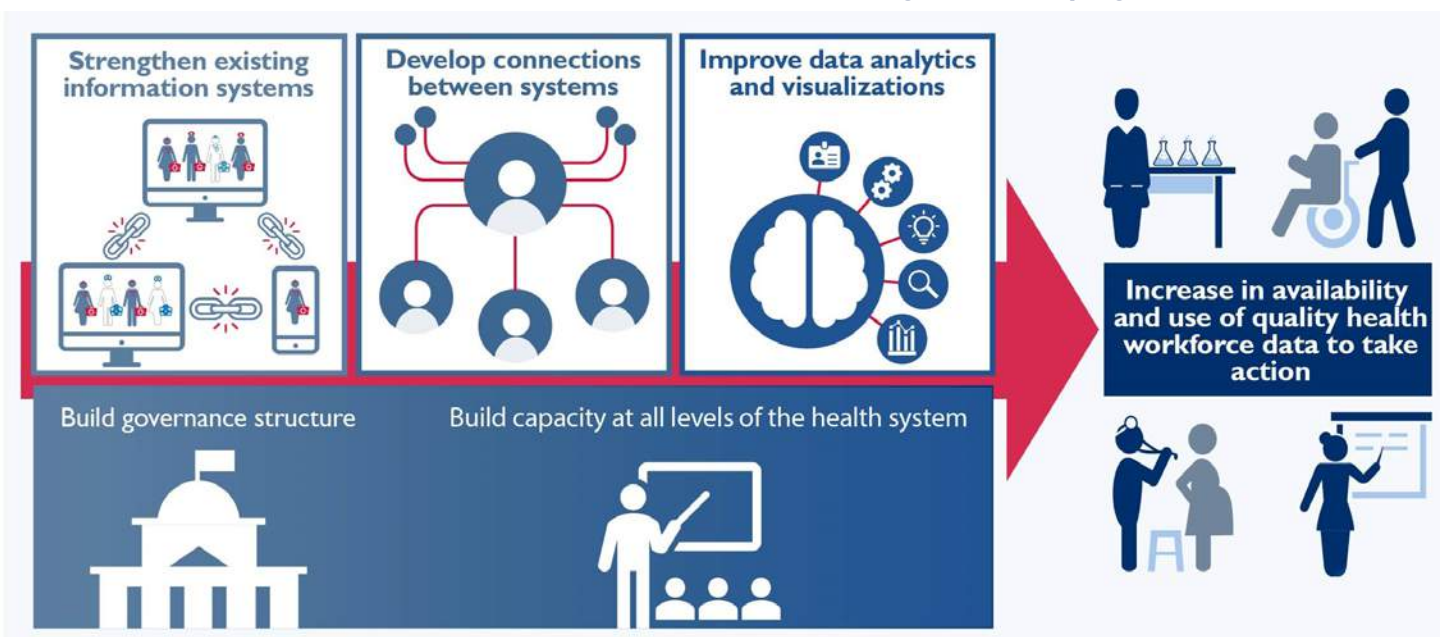 Strengthen existing
information systems
Develop connections
between systems
Improve data analytics
and visualizations
Increase in availability
and use of quality health
workforce data to take
action
Build governance structure
Build capacity at all levels of the health system